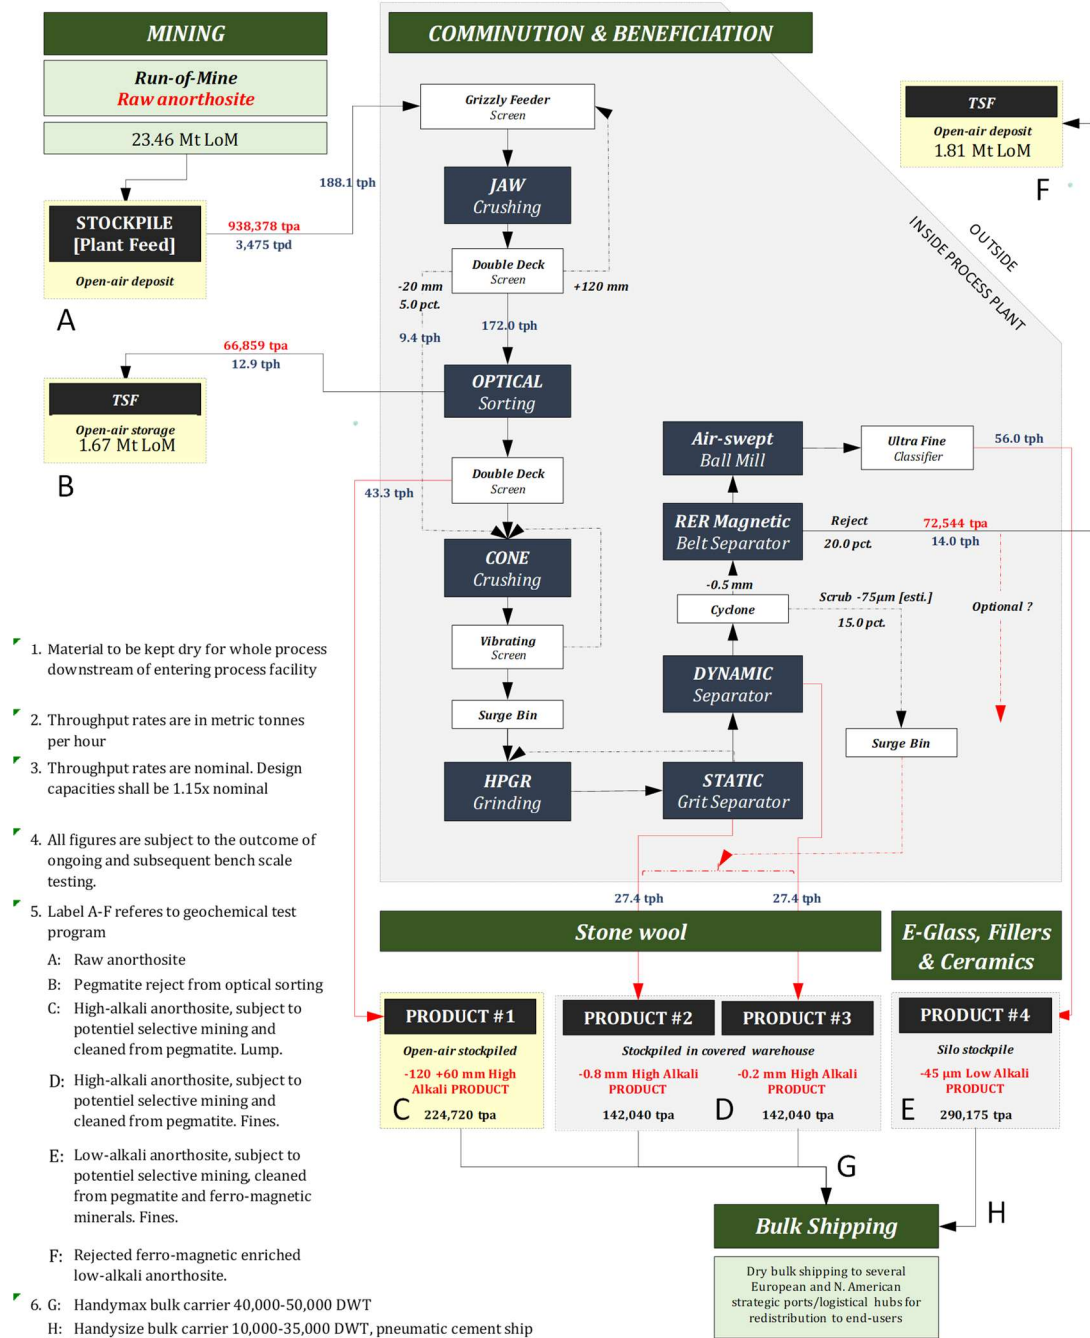 MINING
Run-of-Mine
Raw anorthosite
23.46 Mt LoM
STOCKPILE
[Plant Feed]
Open-air deposit
A
938,378 tpa
3,475 tpd
188.1 tph
66,859 tpa
12.9 tph
TSF
Open-air storage
1.67 Mt LoM
B
COMMINUTION & BENEFICIATION
Grizzly Feeder
Screen
JAW
Crushing
Double Deck
Screen
-20 mm
5.0 pct.
+120 mm
9.4 tph
172.0 tph
OPTICAL
Sorting
Double Deck
Screen
43.3 tph
CONE
Crushing
Vibrating
Screen
Surge Bin
HPGR
Grinding
STATIC
Grit Separator
DYNAMIC
Separator
Cyclone
-0.5 mm
Scrub -75µm [esti.]
15.0 pct.
RER Magnetic
Belt Separator
Air-swept
Ball Mill
Ultra Fine
Classifier
56.0 tph
Reject
20.0 pct.
72,544 tpa
14.0 tph
Optional ?
Surge Bin
TSF
Open-air deposit
1.81 Mt LoM
F
OUTSIDE
INSIDE PROCESS PLANT
27.4 tph
27.4 tph
Stone wool
E-Glass, Fillers
& Ceramics
PRODUCT #1
Open-air stockpiled
-120 +60 mm High
Alkali PRODUCT
C
224,720 tpa
PRODUCT #2
PRODUCT #3
Stockpiled in covered warehouse
-0.8 mm High Alkali
PRODUCT
142,040 tpa
-0.2 mm High Alkali
PRODUCT
D
142,040 tpa
PRODUCT #4
Silo stockpile
-45 µm Low Alkali
PRODUCT
E
290,175 tpa
G
H
Bulk Shipping
Dry bulk shipping to several
European and N. American
strategic ports/logistical hubs for
redistribution to end-users
1. Material to be kept dry for whole process
downstream of entering process facility
2. Throughput rates are in metric tonnes
per hour
3. Throughput rates are nominal. Design
capacities shall be 1.15x nominal
4. All figures are subject to the outcome of
ongoing and subsequent bench scale
testing.
5. Label A-F referes to geochemical test
program
A: Raw anorthosite
B: Pegmatite reject from optical sorting
C: High-alkali anorthosite, subject to
potentiel selective mining and
cleaned from pegmatite. Lump.
D: High-alkali anorthosite, subject to
potentiel selective mining and
cleaned from pegmatite. Fines.
E: Low-alkali anorthosite, subject to
potentiel selective mining, cleaned
from pegmatite and ferro-magnetic
minerals. Fines.
F: Rejected ferro-magnetic enriched
low-alkali anorthosite.
6. G: Handymax bulk carrier 40,000-50,000 DWT
H: Handysize bulk carrier 10,000-35,000 DWT, pneumatic cement ship